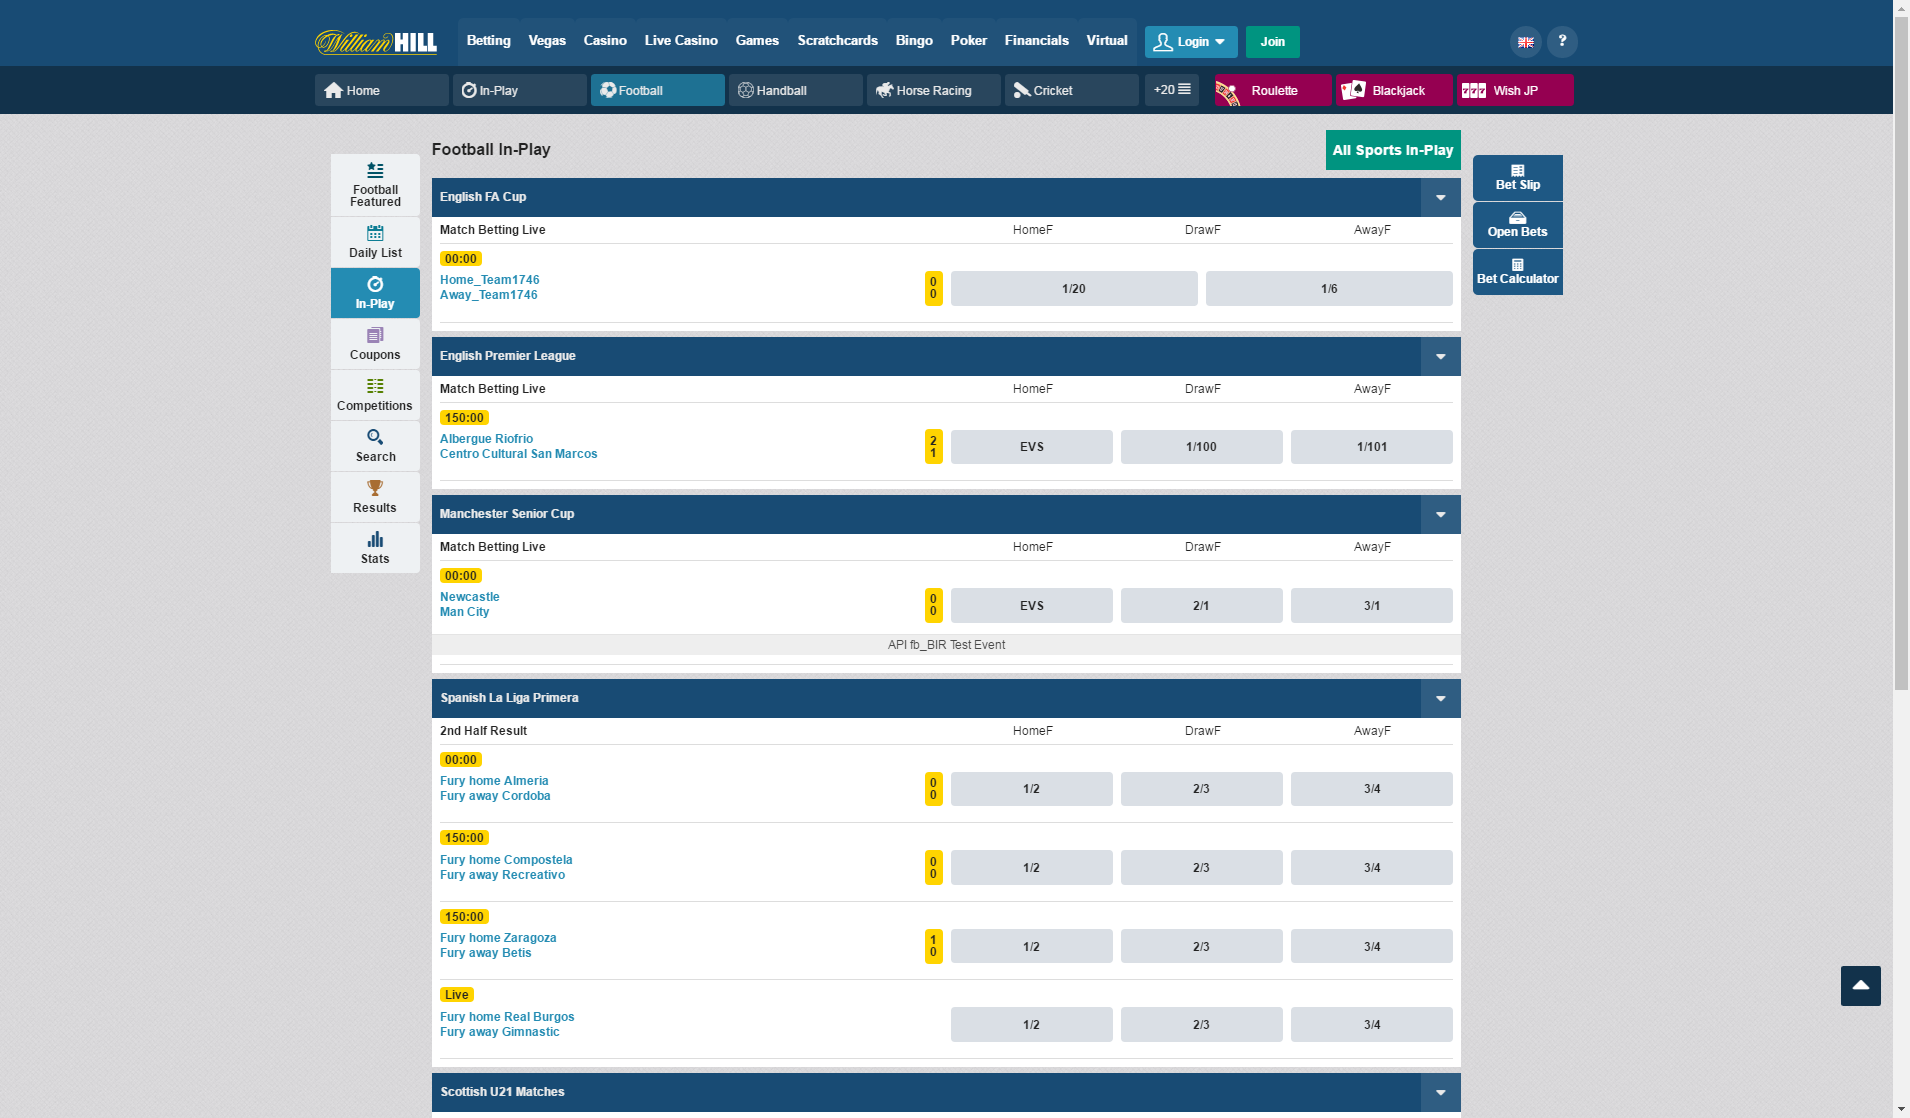 William HILL
Betting Vegas Casino Live Casino Games Scratchcards Bingo Poker Financials Virtual Login Join ?
Home In-Play Football Handball Horse Racing Cricket +20 Roulette Blackjack 777 Wish JP
Football In-Play
All Sports In-Play
Football
Featured
Daily List
In-Play
Coupons
Competitions
Search
Results
Stats
English FA Cup
Match Betting Live HomeF DrawF AwayF
00:00
Home_Team1746
Away_Team1746
0
0
1/20 1/6
English Premier League
Match Betting Live HomeF DrawF AwayF
150:00
Albergue Riofrio
Centro Cultural San Marcos
2
1
EVS 1/100 1/101
Manchester Senior Cup
Match Betting Live HomeF DrawF AwayF
00:00
Newcastle
Man City
0
0
EVS 2/1 3/1
API fb_BIR Test Event
Spanish La Liga Primera
2nd Half Result HomeF DrawF AwayF
00:00
Fury home Almeria
Fury away Cordoba
0
0
1/2 2/3 3/4
150:00
Fury home Compostela
Fury away Recreativo
0
0
1/2 2/3 3/4
150:00
Fury home Zaragoza
Fury away Betis
1
0
1/2 2/3 3/4
Live
Fury home Real Burgos
Fury away Gimnastic
1/2 2/3 3/4
Scottish U21 Matches
Bet Slip
Open Bets
Bet Calculator